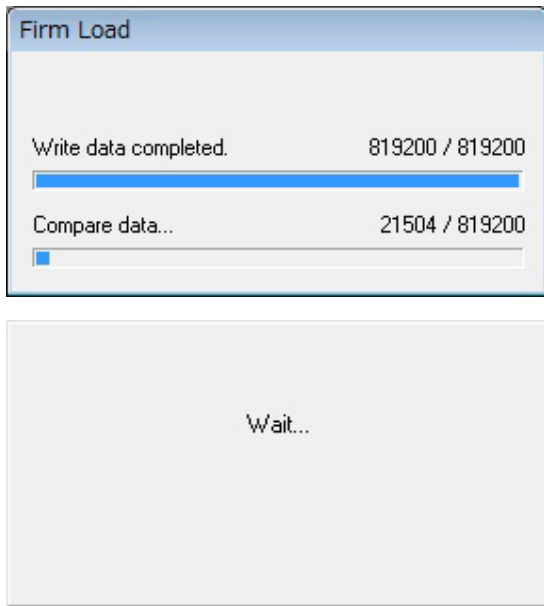 Firm Load
Write data completed. 819200 / 819200
Compare data... 21504 / 819200
Wait...